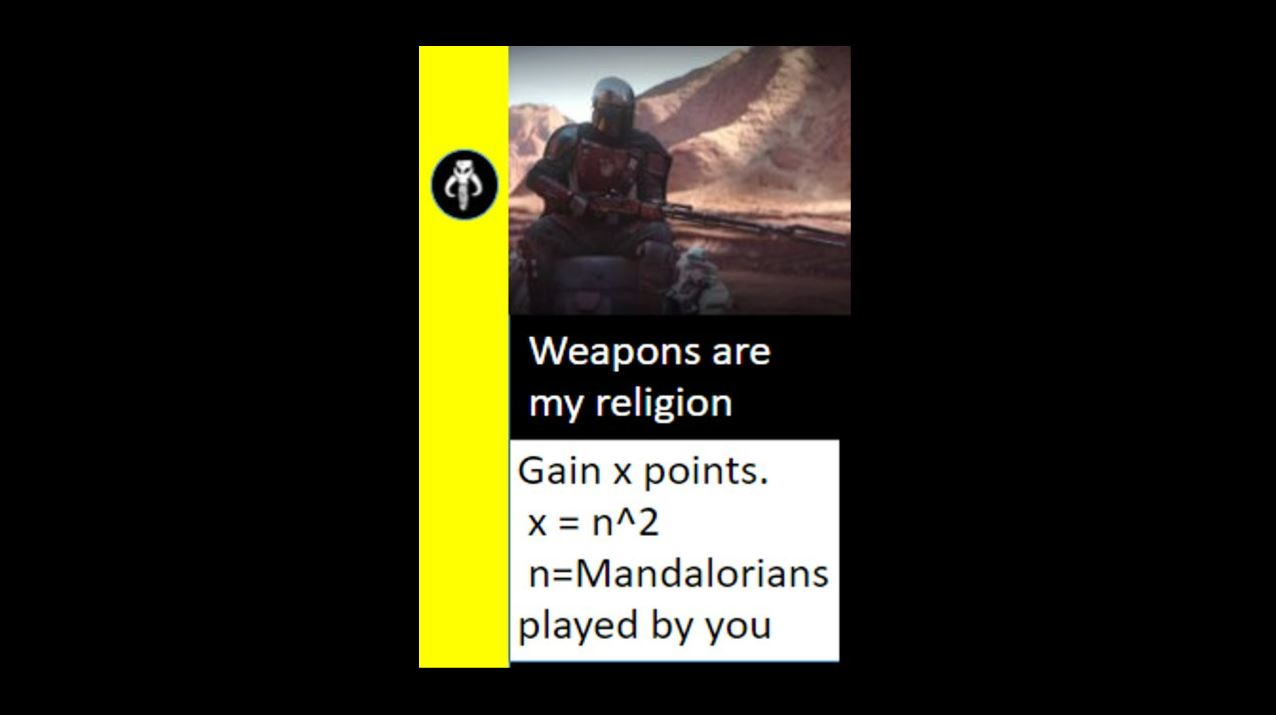 Weapons are
my religion
Gain x points.
x = n^2
n=Mandalorians
played by you